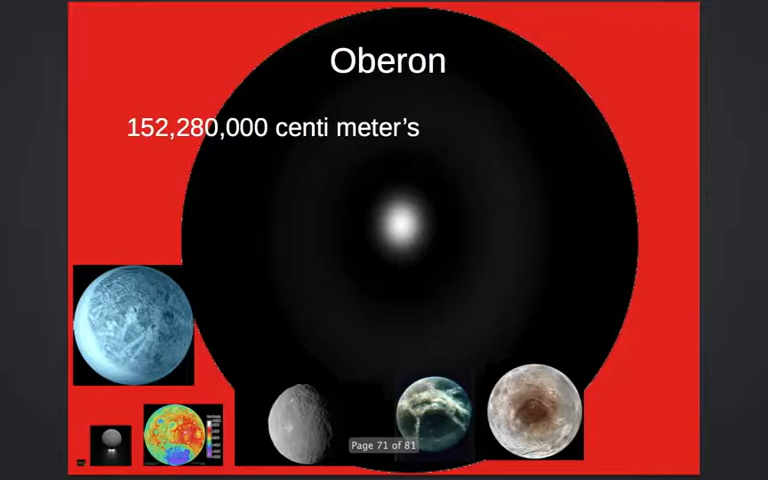 Oberon
152,280,000 centi meter’s
Page 71 of 81